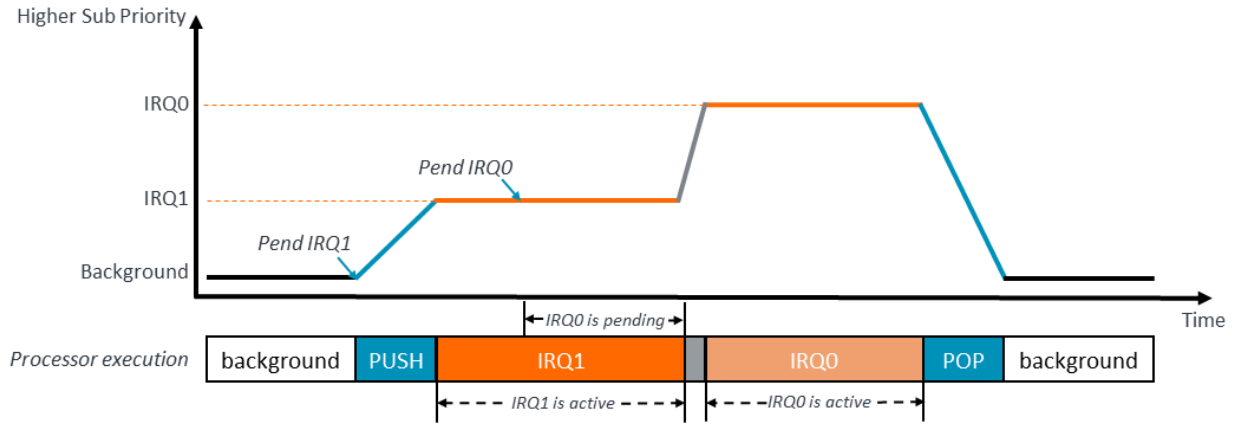 Higher Sub Priority
IRQ0
Pend IRQ0
IRQ1
Pend IRQ1
Background
Time
IRQ0 is pending
Processor execution
background PUSH IRQ1 IRQ0 POP background
IRQ1 is active IRQ0 is active